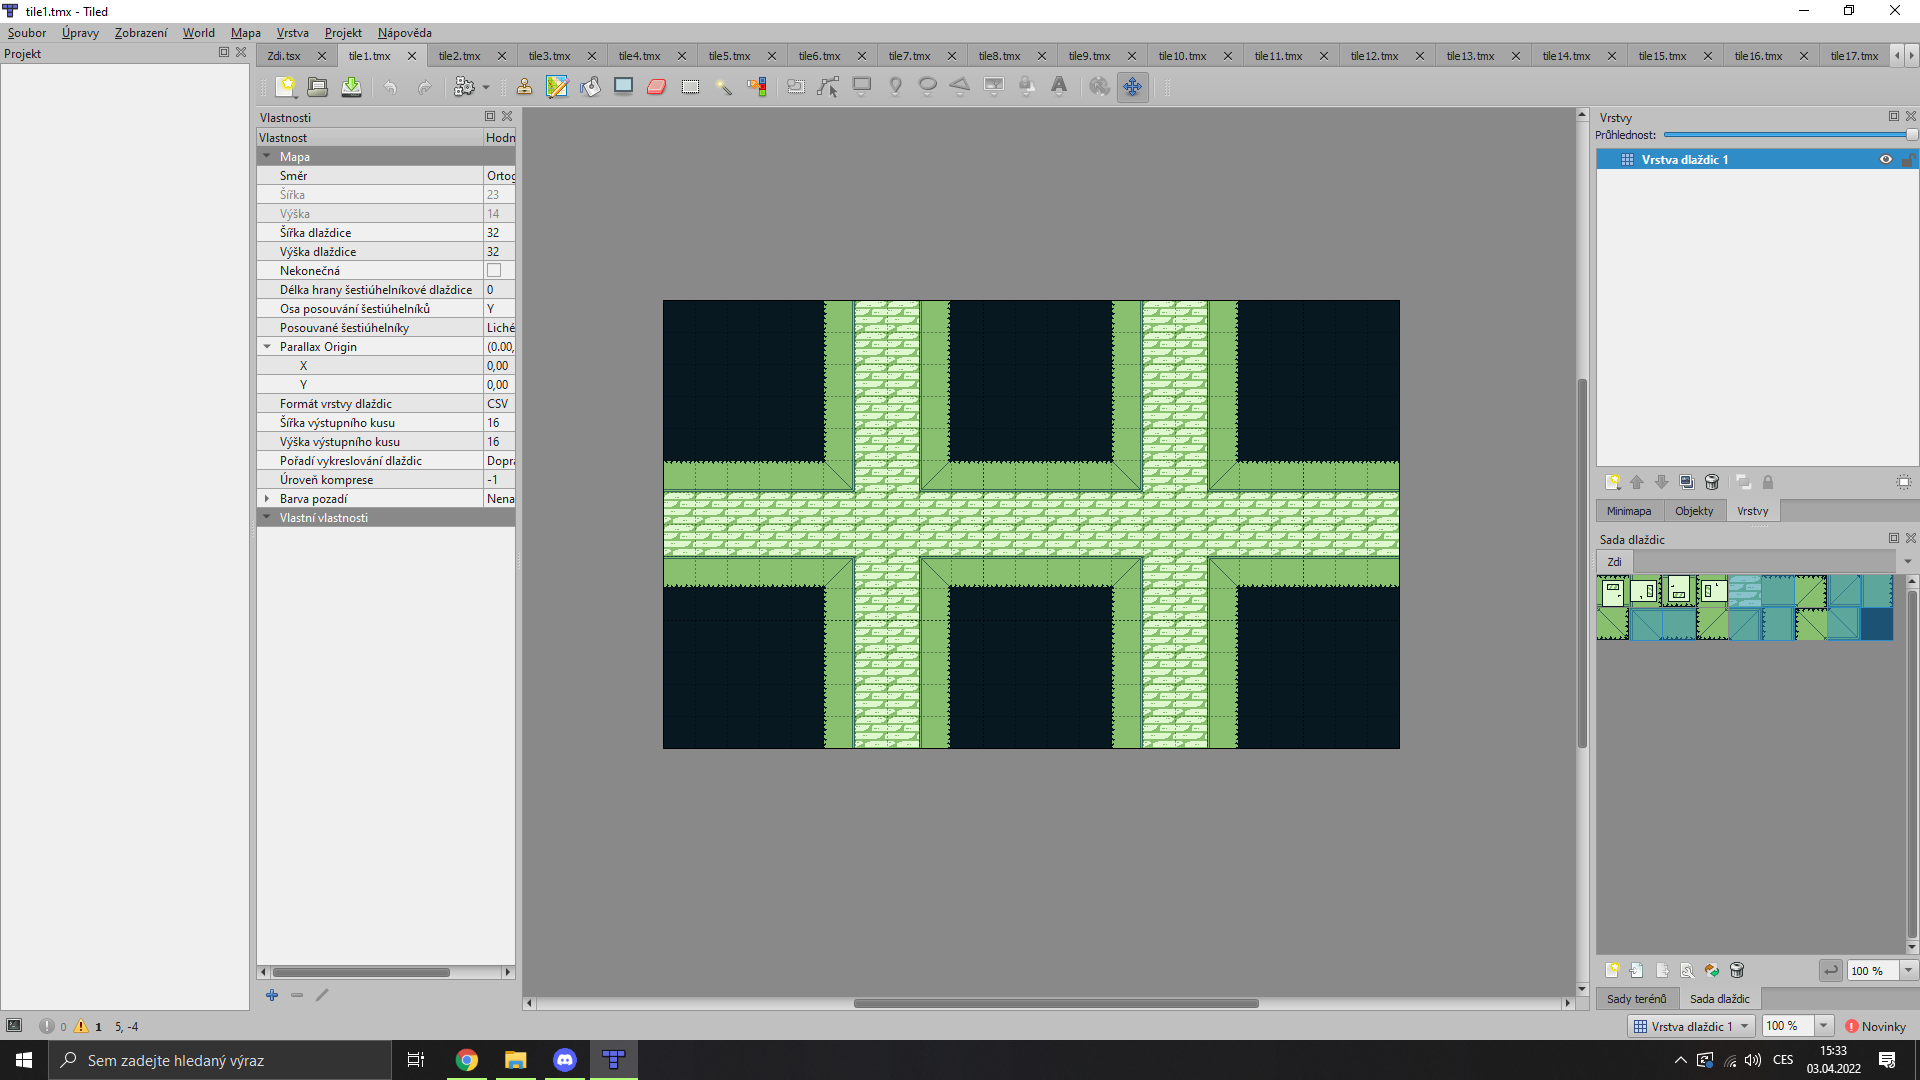 tile1.tmx - Tiled
Soubor Úpravy Zobrazení World Mapa Vrstva Projekt Nápověda
Projekt
Zdi.tsx tile1.tmx tile2.tmx tile3.tmx tile4.tmx tile5.tmx tile6.tmx tile7.tmx tile8.tmx tile9.tmx tile10.tmx tile11.tmx tile12.tmx tile13.tmx tile14.tmx tile15.tmx tile16.tmx tile17.tmx
Vlastnosti
Vlastnost Hodn
Mapa
Směr Ortog
Šířka 23
Výška 14
Šířka dlaždice 32
Výška dlaždice 32
Nekonečná
Délka hrany šestiúhelníkové dlaždice 0
Osa posouvání šestiúhelníků Y
Posouvané šestiúhelníky Liché
Parallax Origin (0.00,
X 0,00
Y 0,00
Formát vrstvy dlaždic CSV
Šířka výstupního kusu 16
Výška výstupního kusu 16
Pořadí vykreslování dlaždic Dopra
Úroveň komprese -1
Barva pozadí Nena
Vlastní vlastnosti
Vrstvy
Průhlednost:
Vrstva dlaždic 1
Minimapa Objekty Vrstvy
Sada dlaždic
Zdi
100 %
Sady terénů Sada dlaždic
0 1 5, -4
Vrstva dlaždic 1 100 % Novinky
Sem zadejte hledaný výraz
CES
15:33
03.04.2022